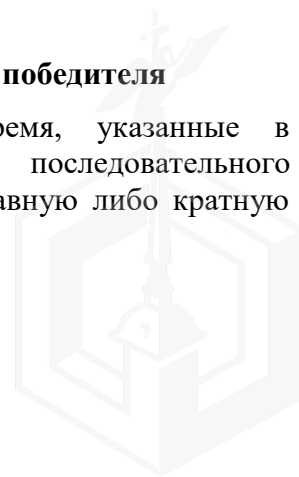 победителя
ремя, указанные в
последовательного
авную либо кратную